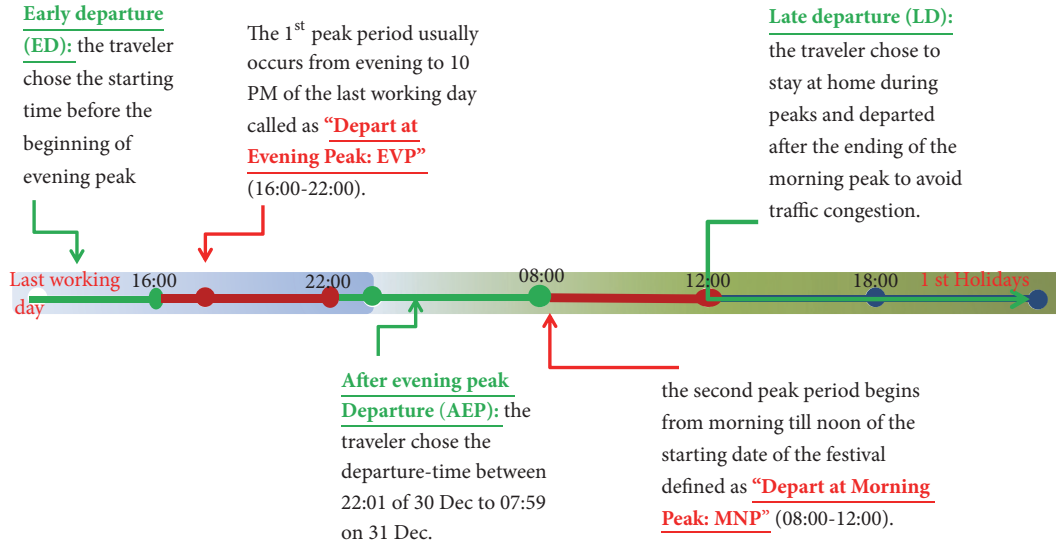 Early departure
(ED): the traveler
chose the starting
time before the
beginning of
evening peak
The 1st peak period usually
occurs from evening to 10
PM of the last working day
called as “Depart at
Evening Peak: EVP”
(16:00-22:00).
Late departure (LD):
the traveler chose to
stay at home during
peaks and departed
after the ending of the
morning peak to avoid
traffic congestion.
Last working
day
16:00
22:00
08:00
12:00
18:00
1 st Holidays
After evening peak
Departure (AEP): the
traveler chose the
departure-time between
22:01 of 30 Dec to 07:59
on 31 Dec.
the second peak period begins
from morning till noon of the
starting date of the festival
defined as “Depart at Morning
Peak: MNP” (08:00-12:00).